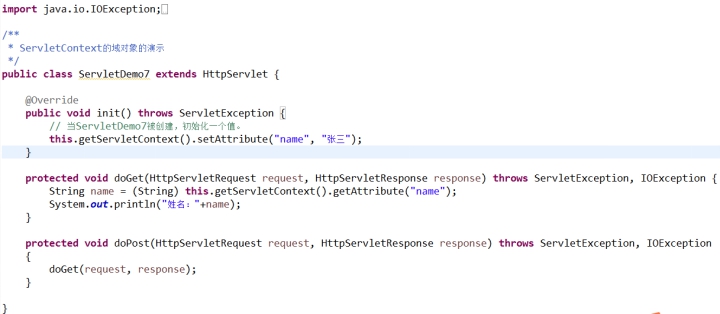 import java.io.IOException;
/**
 * ServletContext的域对象的演示
 */
public class ServletDemo7 extends HttpServlet {
@Override
public void init() throws ServletException {
// 当ServletDemo7被创建，初始化一个值。
this.getServletContext().setAttribute("name", "张三");
}
protected void doGet(HttpServletRequest request, HttpServletResponse response) throws ServletException, IOException {
String name = (String) this.getServletContext().getAttribute("name");
System.out.println("姓名："+name);
}
protected void doPost(HttpServletRequest request, HttpServletResponse response) throws ServletException, IOException
{
doGet(request, response);
}
}